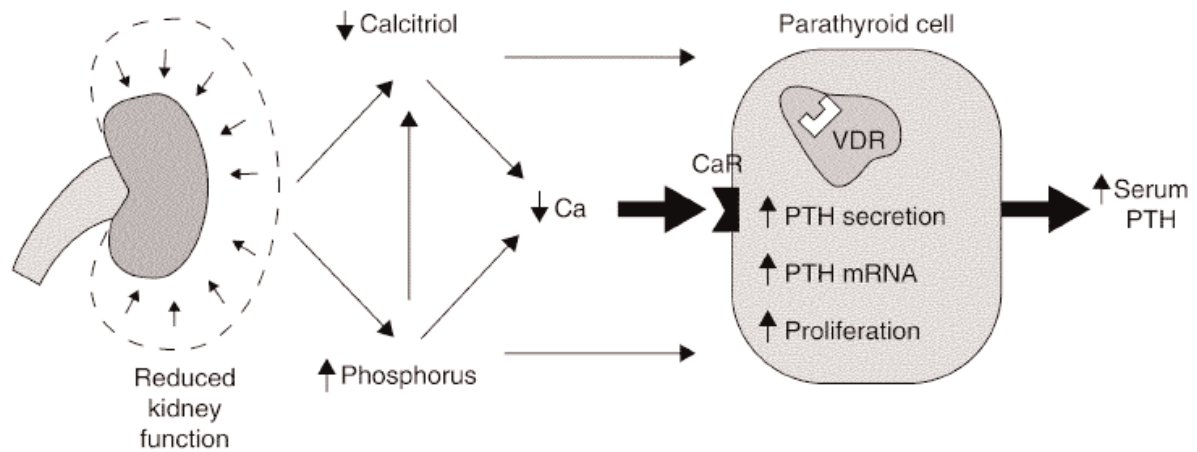 ↓ Calcitriol
Parathyroid cell
VDR
CaR
↓ Ca
↑ PTH secretion
↑ PTH mRNA
↑ Proliferation
↑ Serum
PTH
↑ Phosphorus
Reduced
kidney
function